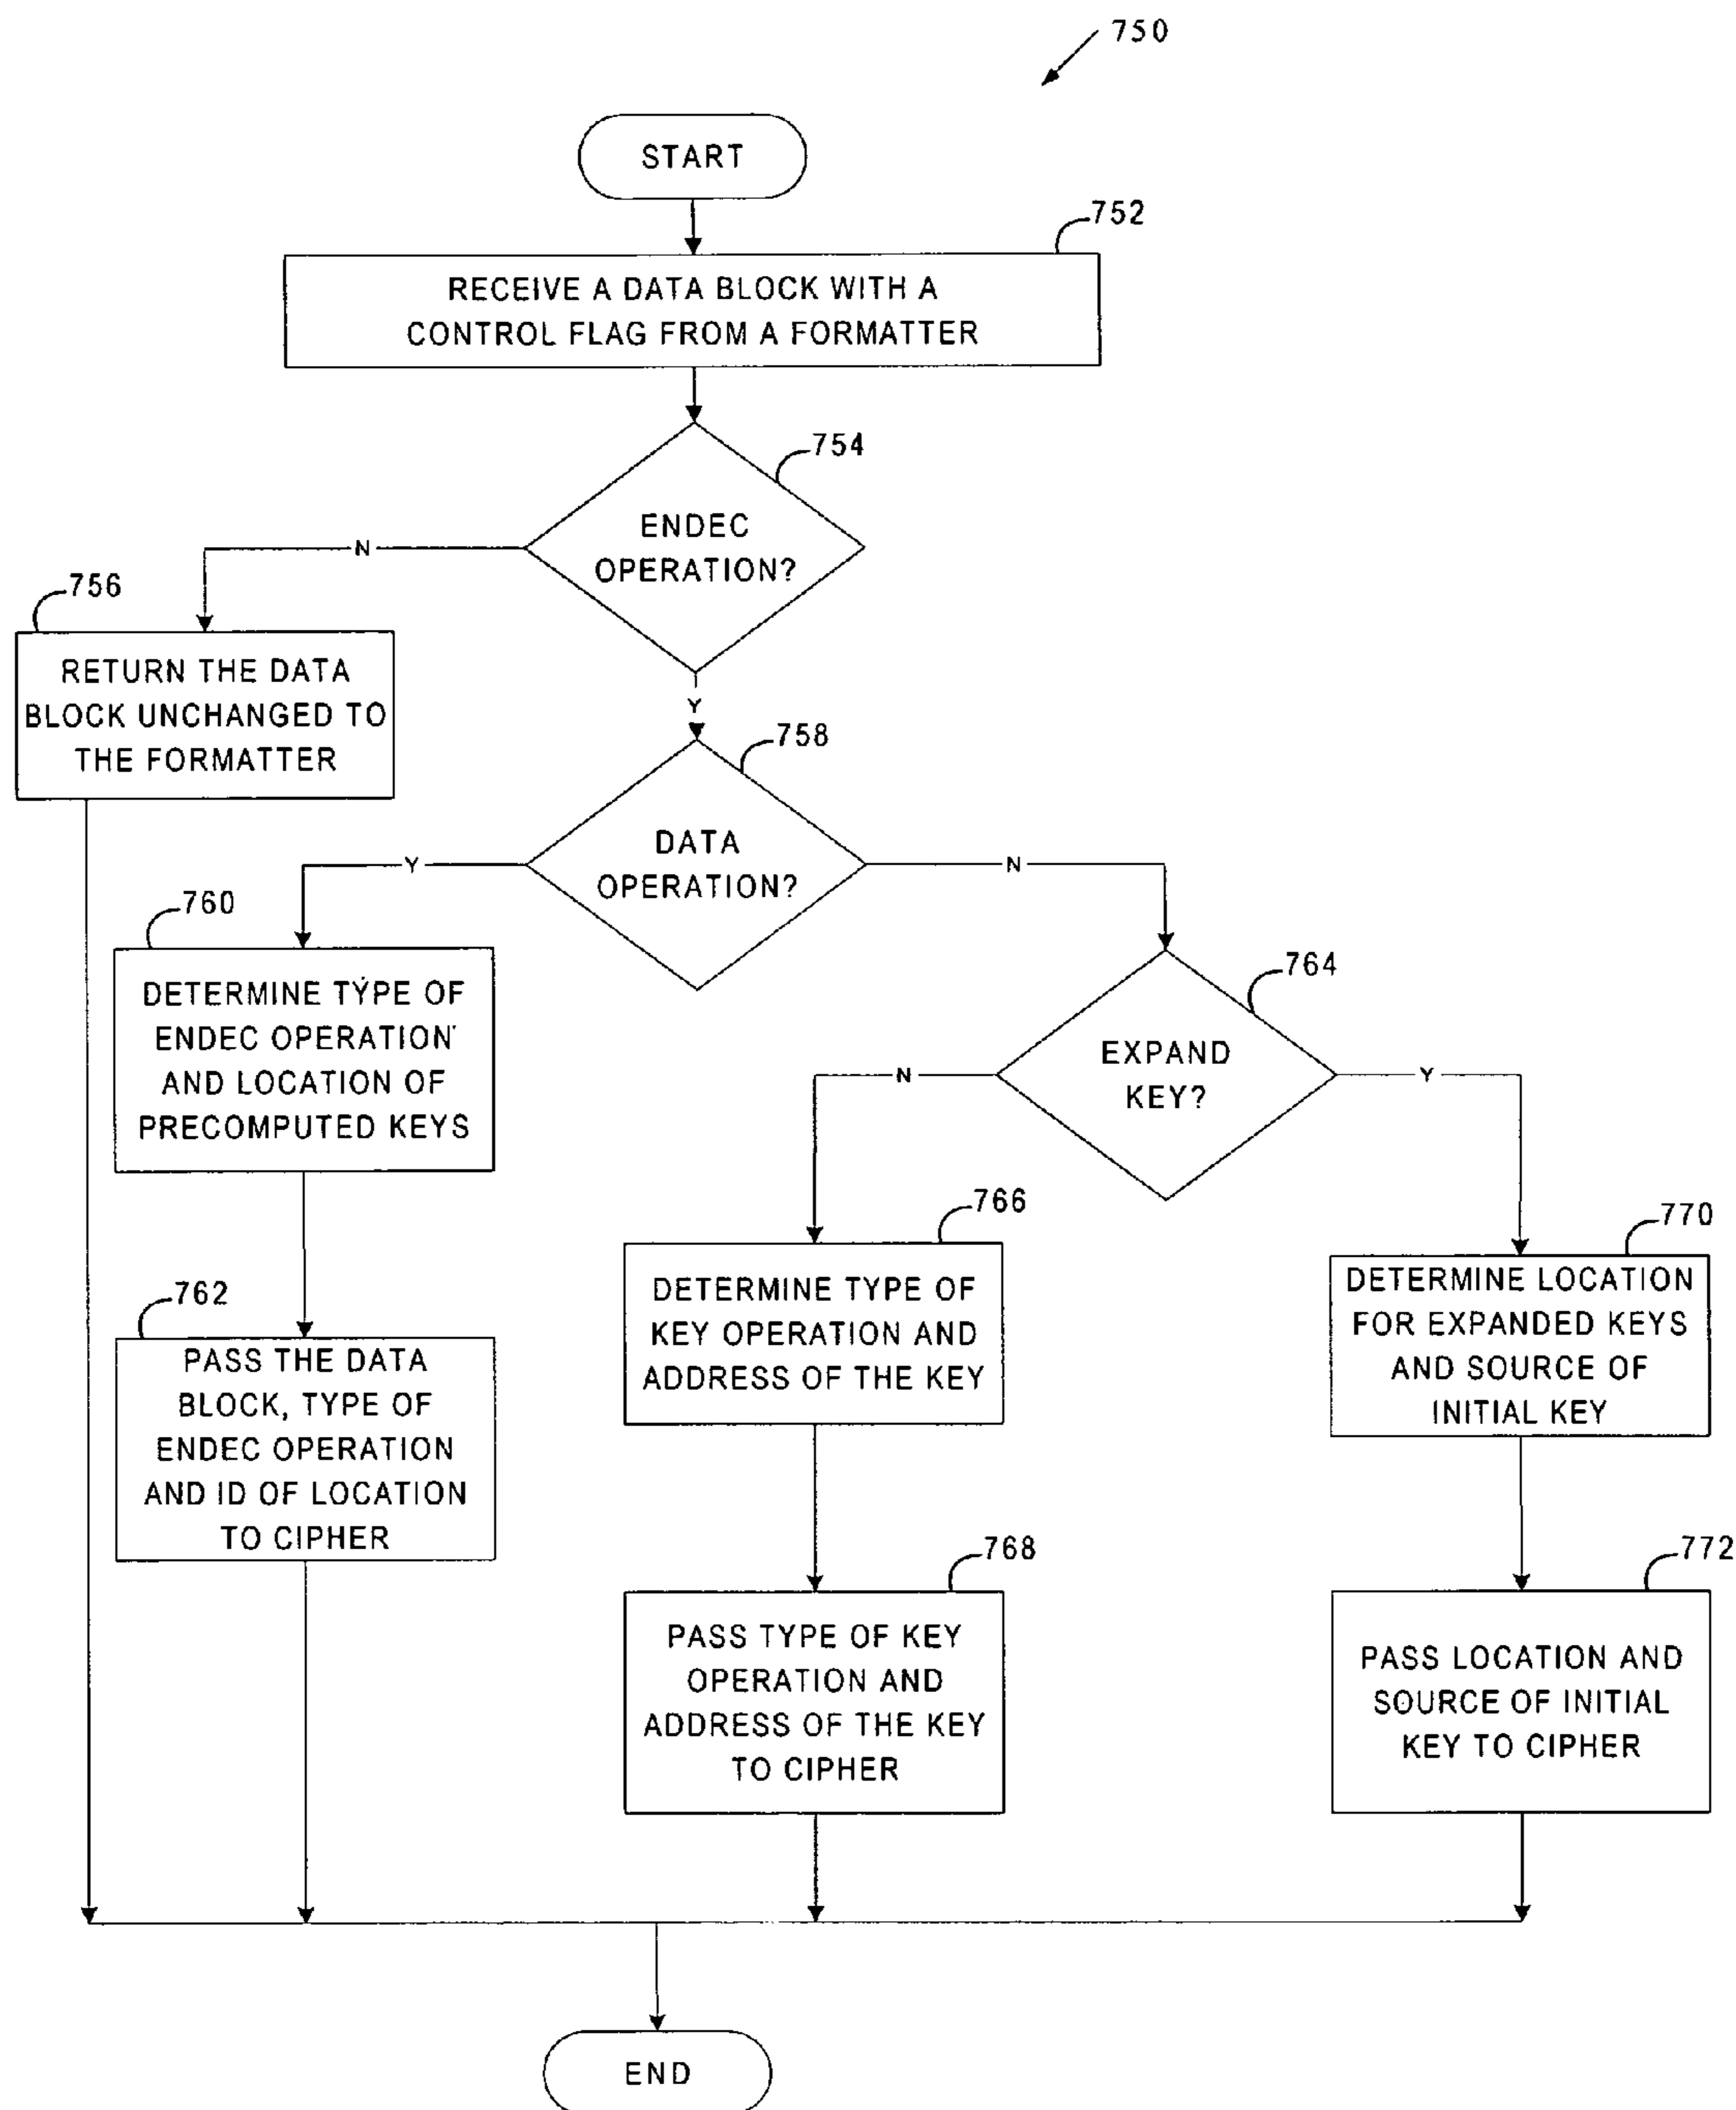 750
START
752
RECEIVE A DATA BLOCK WITH A
CONTROL FLAG FROM A FORMATTER
754
ENDEC
OPERATION?
N
756
RETURN THE DATA
BLOCK UNCHANGED TO
THE FORMATTER
Y
758
DATA
OPERATION?
Y
N
760
DETERMINE TYPE OF
ENDEC OPERATION
AND LOCATION OF
PRECOMPUTED KEYS
764
EXPAND
KEY?
N
Y
762
PASS THE DATA
BLOCK, TYPE OF
ENDEC OPERATION
AND ID OF LOCATION
TO CIPHER
766
DETERMINE TYPE OF
KEY OPERATION AND
ADDRESS OF THE KEY
770
DETERMINE LOCATION
FOR EXPANDED KEYS
AND SOURCE OF
INITIAL KEY
768
PASS TYPE OF KEY
OPERATION AND
ADDRESS OF THE KEY
TO CIPHER
772
PASS LOCATION AND
SOURCE OF INITIAL
KEY TO CIPHER
END